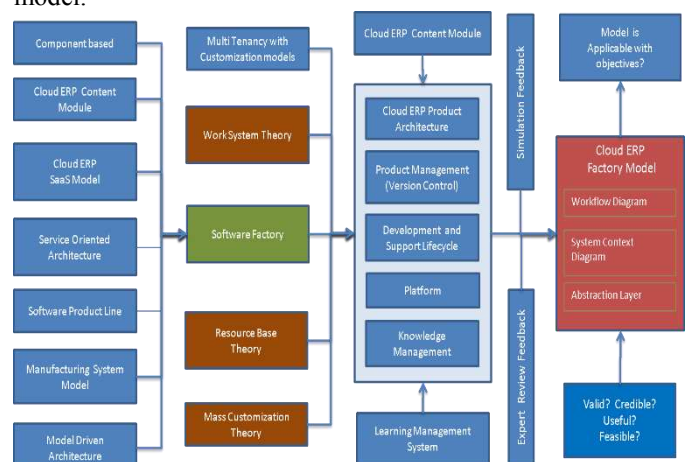 model.
Component based
Cloud ERP Content
Module
Cloud ERP
SaaS Model
Service Oriented
Architecture
Software Product Line
Manufacturing System
Model
Model Driven
Architecture
Multi Tenancy with
Customization models
Work System Theory
Software Factory
Resource Base
Theory
Mass Customization
Theory
Cloud ERP Content Module
Cloud ERP Product
Architecture
Product Management
(Version Control)
Development and
Support Lifecycle
Platform
Knowledge
Management
Learning Management
System
Simulation Feedback
Expert Review Feedback
Model is
Applicable with
objectives?
Cloud ERP
Factory Model
Workflow Diagram
System Context
Diagram
Abstraction Layer
Valid? Credible?
Useful?
Feasible?